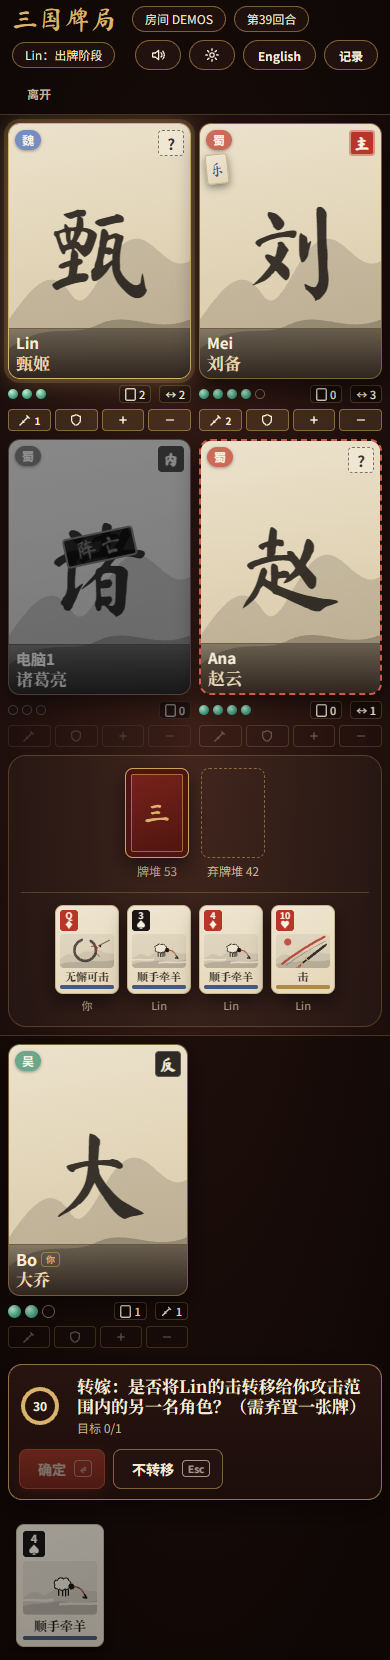 三国牌局
房间 DEMOS
第39回合
Lin：出牌阶段
English
记录
离开
魏
?
甄
Lin
甄姬
2
↔2
1
+
−
蜀
主
乐
刘
Mei
刘备
0
↔3
2
+
−
蜀
内
诸
阵亡
电脑1
诸葛亮
0
+
−
蜀
?
赵
Ana
赵云
0
↔1
+
−
三
牌堆 53
弃牌堆 42
Q
♦
无懈可击
你
3
♠
顺手牵羊
Lin
4
♦
顺手牵羊
Lin
10
♥
击
Lin
吴
反
大
Bo 你
大乔
1
1
+
−
30
转嫁：是否将Lin的击转移给你攻击范
围内的另一名角色？（需弃置一张牌）
目标 0/1
确定
不转移 Esc
4
♠
顺手牵羊